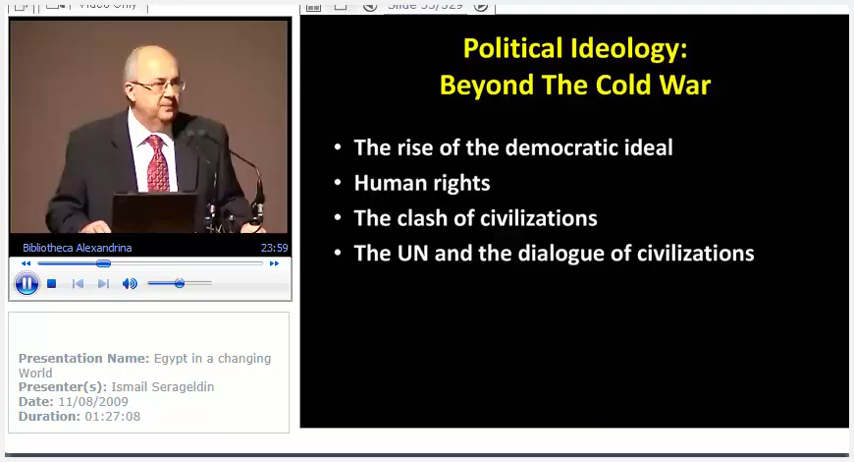 Video Only
Slide 55/329
Political Ideology:
Beyond The Cold War
• The rise of the democratic ideal
• Human rights
• The clash of civilizations
• The UN and the dialogue of civilizations
Bibliotheca Alexandrina 23:59
Presentation Name: Egypt in a changing
World
Presenter(s): Ismail Serageldin
Date: 11/08/2009
Duration: 01:27:08